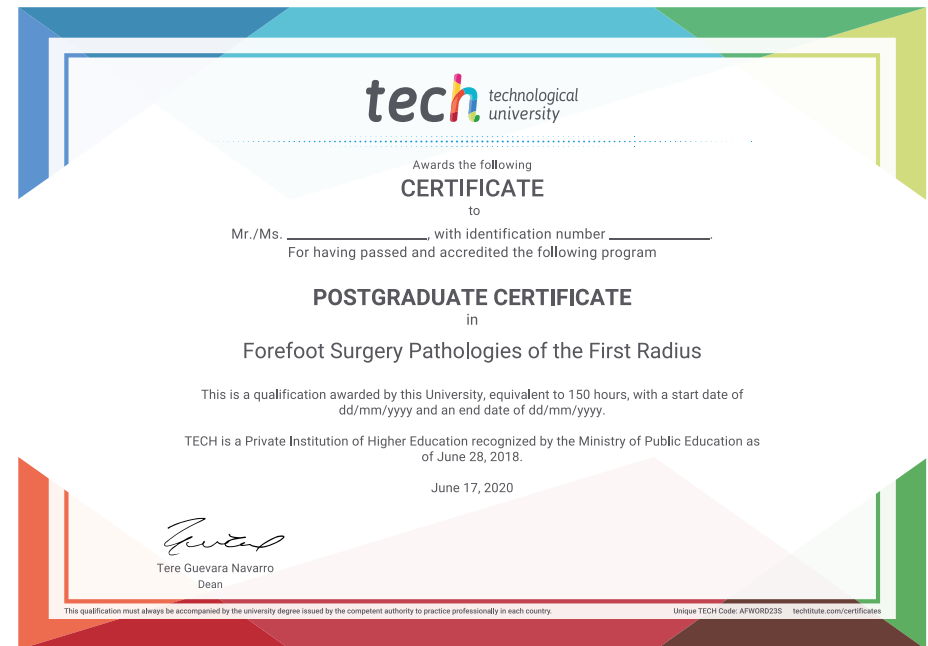 tech technological
university
Awards the following
CERTIFICATE
to
Mr./Ms. ____________________, with identification number ______________.
For having passed and accredited the following program
POSTGRADUATE CERTIFICATE
in
Forefoot Surgery Pathologies of the First Radius
This is a qualification awarded by this University, equivalent to 150 hours, with a start date of
dd/mm/yyyy and an end date of dd/mm/yyyy.
TECH is a Private Institution of Higher Education recognized by the Ministry of Public Education as
of June 28, 2018.
June 17, 2020
Tere Guevara Navarro
Dean
This qualification must always be accompanied by the university degree issued by the competent authority to practice professionally in each country.
Unique TECH Code: AFWORD23S techtitute.com/certificates